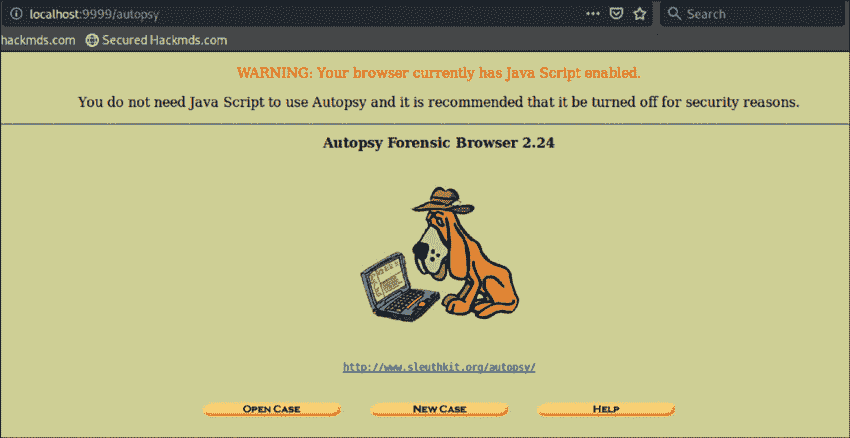 localhost:9999/autopsy
Search
hackmds.com Secured Hackmds.com
WARNING: Your browser currently has Java Script enabled.
You do not need Java Script to use Autopsy and it is recommended that it be turned off for security reasons.
Autopsy Forensic Browser 2.24
http://www.sleuthkit.org/autopsy/
OPEN CASE NEW CASE HELP